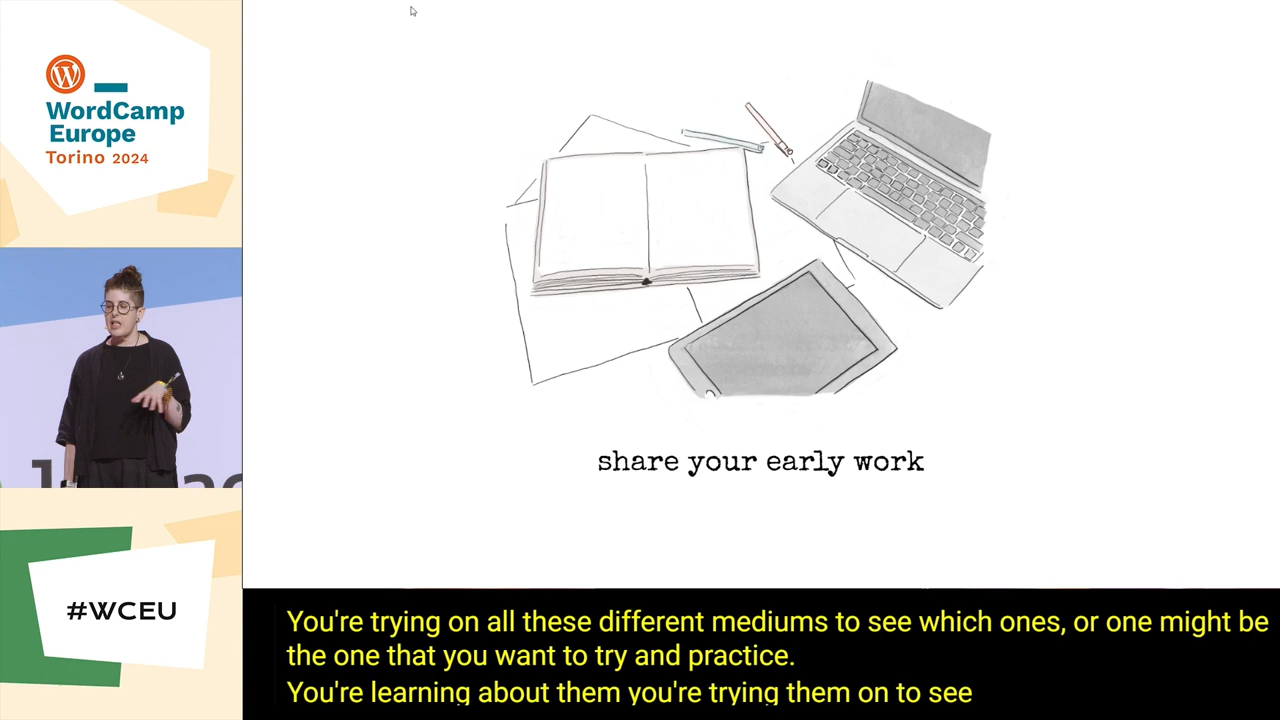 WordCamp
Europe
Torino 2024
#WCEU
share your early work
You're trying on all these different mediums to see which ones, or one might be
the one that you want to try and practice.
You're learning about them you're trying them on to see